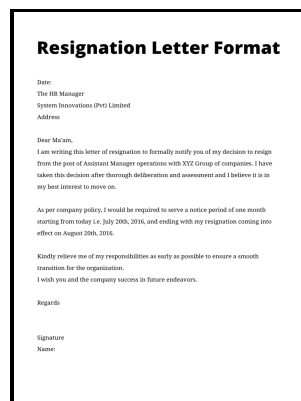 Resignation Letter Format
Date:
The HR Manager
System Innovations (Pvt) Limited
Address
Dear Ma'am,
I am writing this letter of resignation to formally notify you of my decision to resign
from the post of Assistant Manager operations with XYZ Group of companies. I have
taken this decision after thorough deliberation and assessment and I believe it is in
my best interest to move on.
As per company policy, I would be required to serve a notice period of one month
starting from today i.e. July 20th, 2016, and ending with my resignation coming into
effect on August 20th, 2016.
Kindly relieve me of my responsibilities as early as possible to ensure a smooth
transition for the organization.
I wish you and the company success in future endeavors.
Regards
Signature
Name: